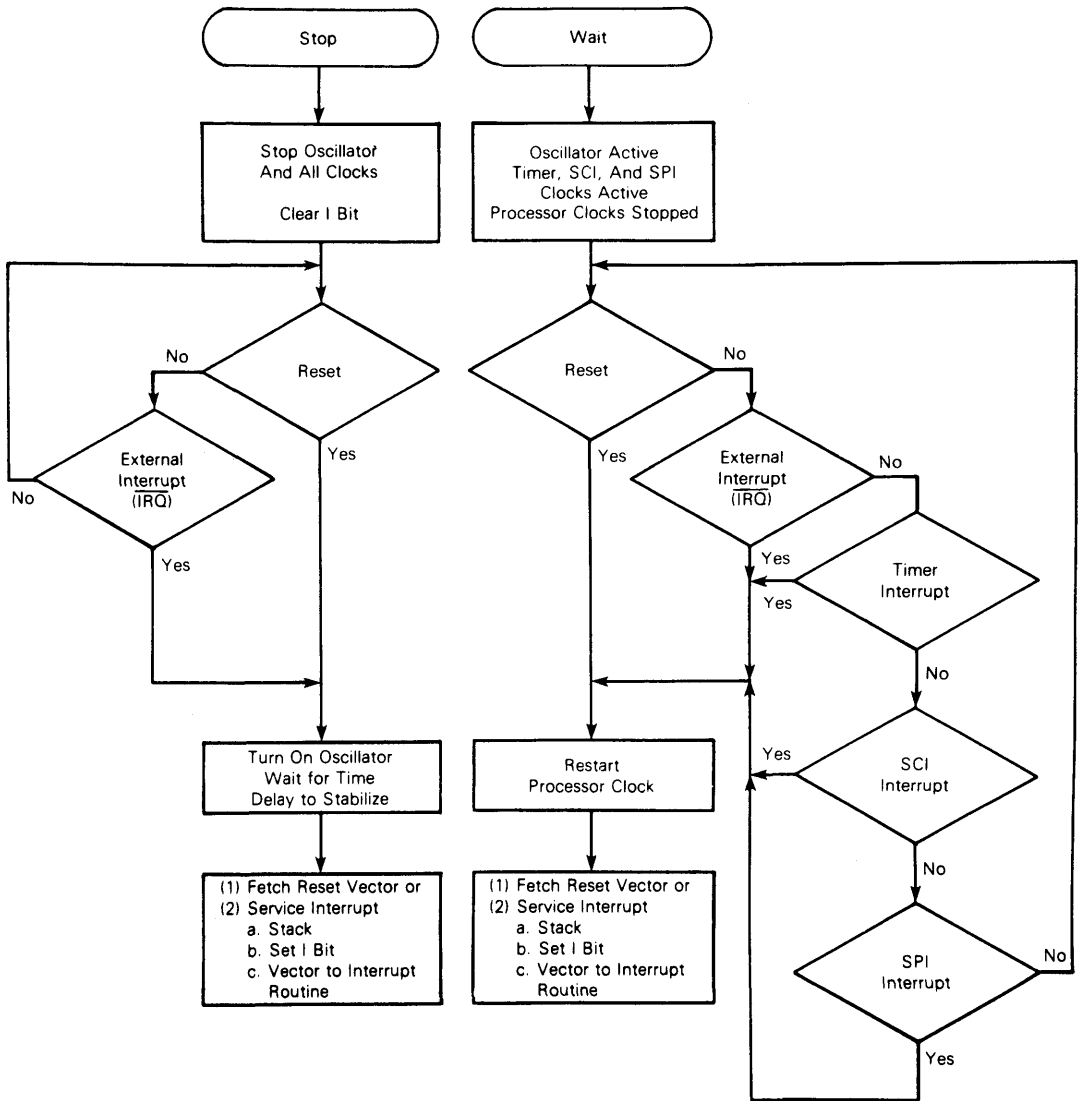 Stop
Stop Oscillator
And All Clocks
Clear I Bit
Reset
No
Yes
External
Interrupt
(IRQ)
No
Yes
Turn On Oscillator
Wait for Time
Delay to Stabilize
(1) Fetch Reset Vector or
(2) Service Interrupt
a. Stack
b. Set I Bit
c. Vector to Interrupt
Routine
Wait
Oscillator Active
Timer, SCI, And SPI
Clocks Active
Processor Clocks Stopped
Reset
No
Yes
External
Interrupt
(IRQ)
No
Yes
Timer
Interrupt
Yes
No
SCI
Interrupt
Yes
No
SPI
Interrupt
No
Yes
Restart
Processor Clock
(1) Fetch Reset Vector or
(2) Service Interrupt
a. Stack
b. Set I Bit
c. Vector to Interrupt
Routine